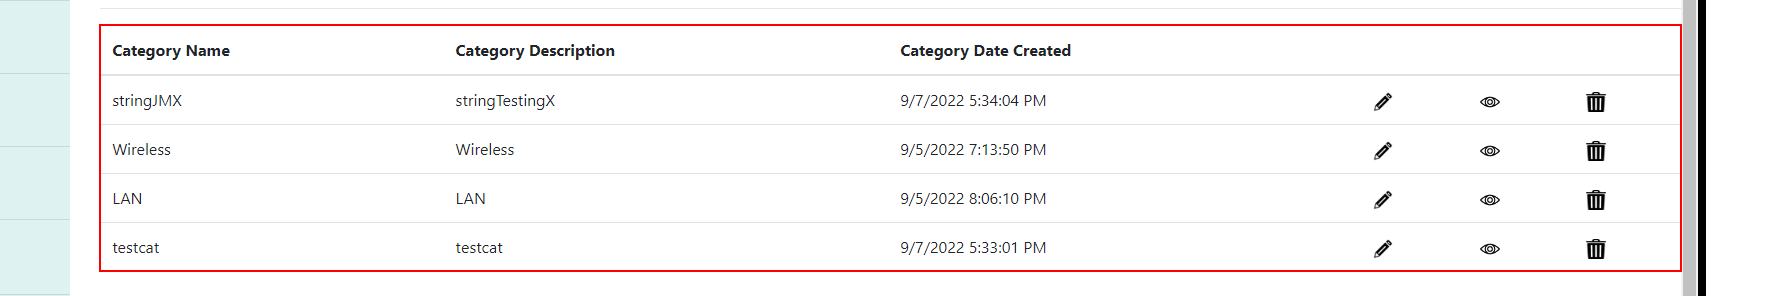 Category Name Category Description Category Date Created
stringJMX stringTestingX 9/7/2022 5:34:04 PM
Wireless Wireless 9/5/2022 7:13:50 PM
LAN LAN 9/5/2022 8:06:10 PM
testcat testcat 9/7/2022 5:33:01 PM